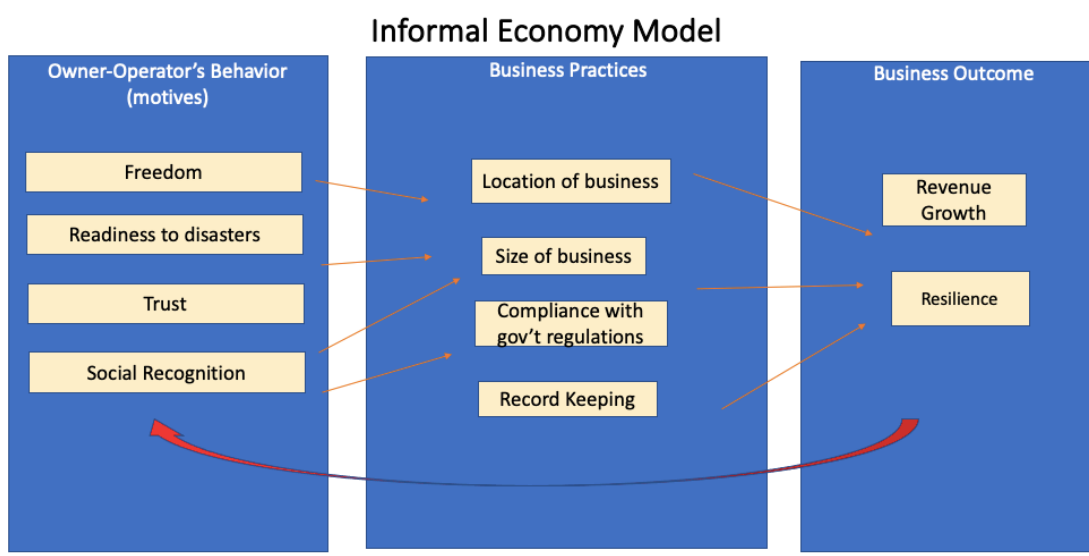 Informal Economy Model
Owner-Operator's Behavior
(motives)
Freedom
Readiness to disasters
Trust
Social Recognition
Business Practices
Location of business
Size of business
Compliance with
gov't regulations
Record Keeping
Business Outcome
Revenue
Growth
Resilience